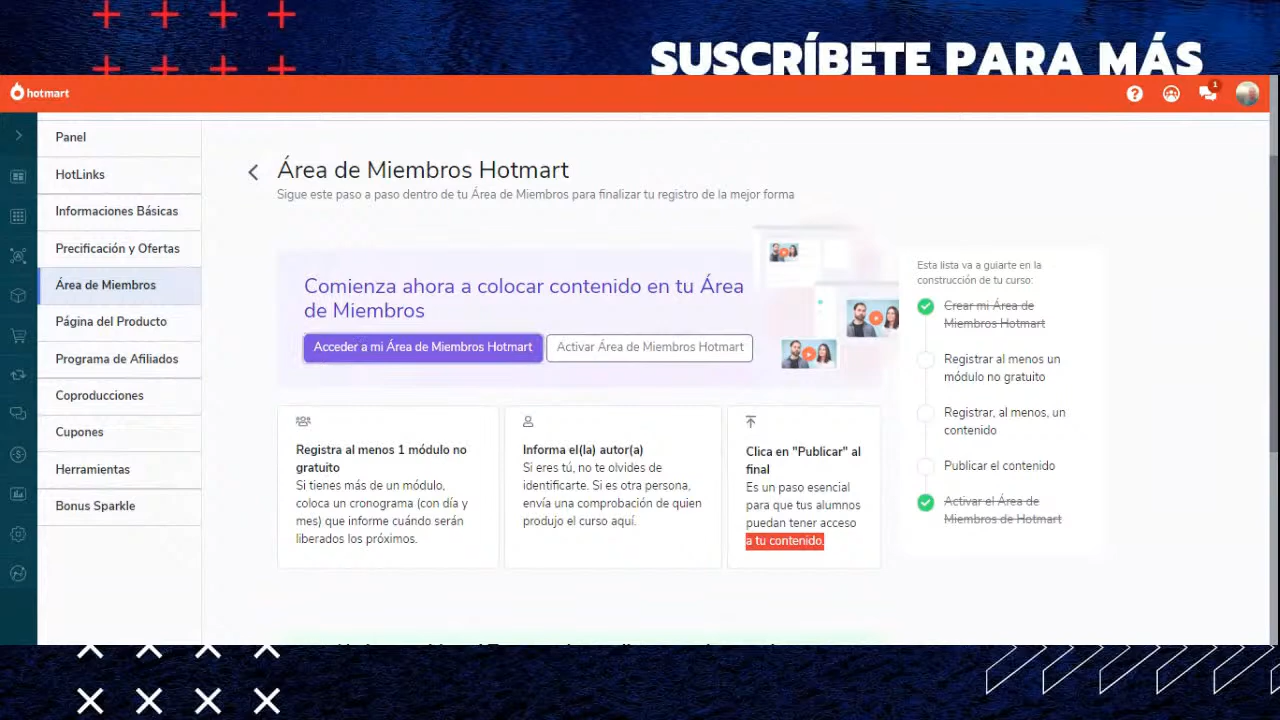 SUSCRÍBETE PARA MÁS
hotmart
1
Panel
HotLinks
Informaciones Básicas
Precificación y Ofertas
Área de Miembros
Página del Producto
Programa de Afiliados
Coproducciones
Cupones
Herramientas
Bonus Sparkle
Área de Miembros Hotmart
Sigue este paso a paso dentro de tu Área de Miembros para finalizar tu registro de la mejor forma
Comienza ahora a colocar contenido en tu Área
de Miembros
Acceder a mi Área de Miembros Hotmart
Activar Área de Miembros Hotmart
Registra al menos 1 módulo no
gratuito
Si tienes más de un módulo,
coloca un cronograma (con día y
mes) que informe cuándo serán
liberados los próximos.
Informa el(la) autor(a)
Si eres tú, no te olvides de
identificarte. Si es otra persona,
envía una comprobación de quien
produjo el curso aquí.
Clica en "Publicar" al
final
Es un paso esencial
para que tus alumnos
puedan tener acceso
a tu contenido.
Esta lista va a guiarte en la
construcción de tu curso:
Crear mi Área de
Miembros Hotmart
Registrar al menos un
módulo no gratuito
Registrar, al menos, un
contenido
Publicar el contenido
Activar el Área de
Miembros de Hotmart